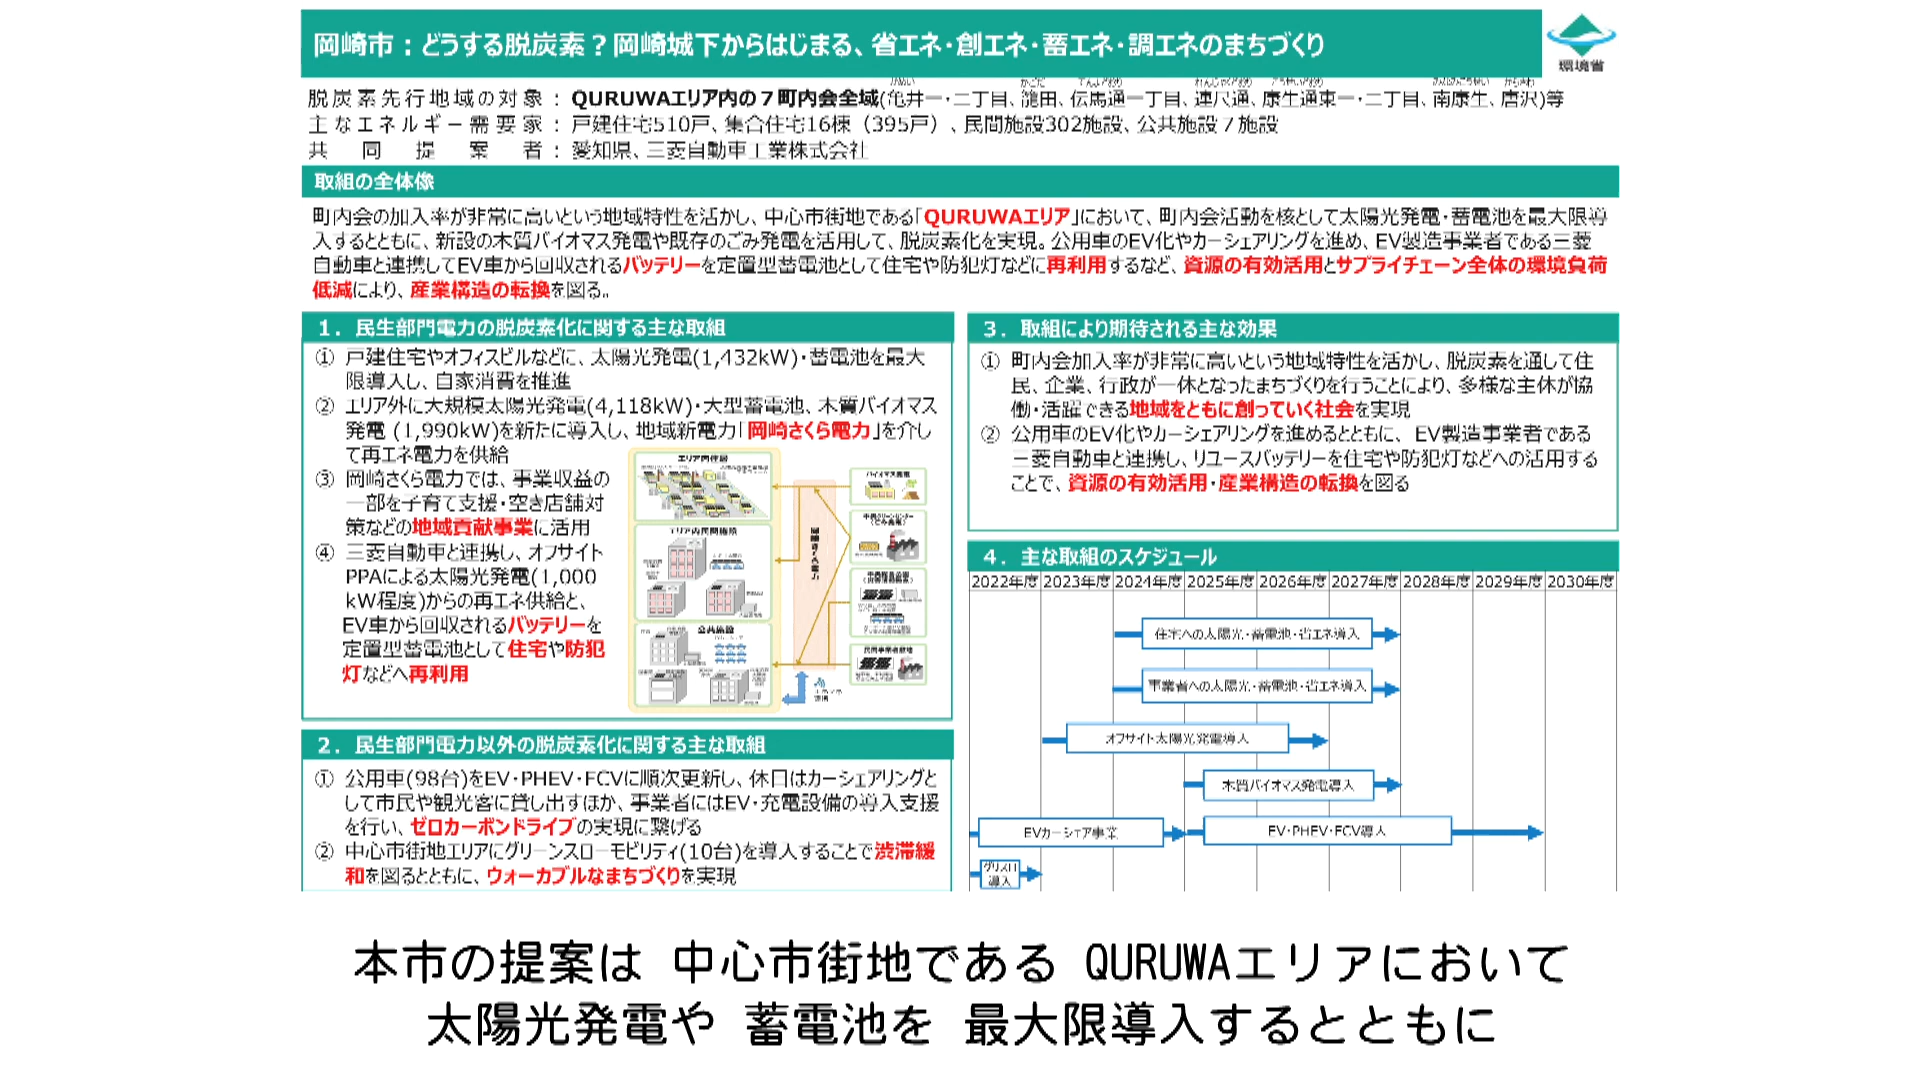 岡崎市：どうする脱炭素？岡崎城下からはじまる、省エネ・創エネ・蓄エネ・調エネのまちづくり
環境省
脱炭素先行地域の対象：QURUWAエリア内の７町内会全域(亀井一・二丁目、籠田、伝馬通一丁目、連尺通、康生通東一・二丁目、南康生、唐沢)等
主なエネルギー需要家：戸建住宅510戸、集合住宅16棟（395戸）、民間施設302施設、公共施設７施設
共同提案者：愛知県、三菱自動車工業株式会社
取組の全体像
町内会の加入率が非常に高いという地域特性を活かし、中心市街地である「QURUWAエリア」において、町内会活動を核として太陽光発電・蓄電池を最大限導
入するとともに、新設の木質バイオマス発電や既存のごみ発電を活用して、脱炭素化を実現。公用車のEV化やカーシェアリングを進め、EV製造事業者である三菱
自動車と連携してEV車から回収されるバッテリーを定置型蓄電池として住宅や防犯灯などに再利用するなど、資源の有効活用とサプライチェーン全体の環境負荷
低減により、産業構造の転換を図る。
１．民生部門電力の脱炭素化に関する主な取組
① 戸建住宅やオフィスビルなどに、太陽光発電(1,432kW)・蓄電池を最大
限導入し、自家消費を推進
② エリア外に大規模太陽光発電(4,118kW)・大型蓄電池、木質バイオマス
発電 (1,990kW)を新たに導入し、地域新電力「岡崎さくら電力」を介し
て再エネ電力を供給
③ 岡崎さくら電力では、事業収益の
一部を子育て支援・空き店舗対
策などの地域貢献事業に活用
④ 三菱自動車と連携し、オフサイト
PPAによる太陽光発電(1,000
kW程度)からの再エネ供給と、
EV車から回収されるバッテリーを
定置型蓄電池として住宅や防犯
灯などへ再利用
エリア内住宅
エリア内民間施設
公共施設
バイオマス発電
２．民生部門電力以外の脱炭素化に関する主な取組
① 公用車(98台)をEV・PHEV・FCVに順次更新し、休日はカーシェアリングと
して市民や観光客に貸し出すほか、事業者にはEV・充電設備の導入支援
を行い、ゼロカーボンドライブの実現に繋げる
② 中心市街地エリアにグリーンスローモビリティ(10台)を導入することで渋滞緩
和を図るとともに、ウォーカブルなまちづくりを実現
３．取組により期待される主な効果
① 町内会加入率が非常に高いという地域特性を活かし、脱炭素を通して住
民、企業、行政が一体となったまちづくりを行うことにより、多様な主体が協
働・活躍できる地域をともに創っていく社会を実現
② 公用車のEV化やカーシェアリングを進めるとともに、EV製造事業者である
三菱自動車と連携し、リユースバッテリーを住宅や防犯灯などへの活用する
ことで、資源の有効活用・産業構造の転換を図る
４．主な取組のスケジュール
2022年度 2023年度 2024年度 2025年度 2026年度 2027年度 2028年度 2029年度 2030年度
住宅への太陽光・蓄電池・省エネ導入
事業者への太陽光・蓄電池・省エネ導入
オフサイト太陽光発電導入
木質バイオマス発電導入
EVカーシェア事業
EV・PHEV・FCV導入
グリスロ
導入
本市の提案は 中心市街地である QURUWAエリアにおいて
太陽光発電や 蓄電池を 最大限導入するとともに